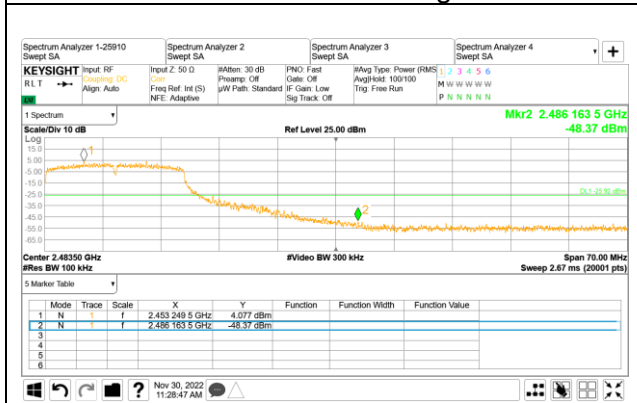 Spectrum Analyzer 1-25910
Swept SA
Spectrum Analyzer 2
Swept SA
Spectrum Analyzer 3
Swept SA
Spectrum Analyzer 4
Swept SA
KEYSIGHT
RLT
Input: RF
Coupling: DC
Align: Auto
Input Z: 50 Ω
Corr
Freq Ref: Int (S)
NFE: Adaptive
#Atten: 30 dB
Preamp: Off
µW Path: Standard
PNO: Fast
Gate: Off
IF Gain: Low
Sig Track: Off
#Avg Type: Power (RMS)
Avg|Hold: 100/100
Trig: Free Run
1 2 3 4 5 6
M W W W W W
P N N N N N
1 Spectrum
Scale/Div 10 dB
Ref Level 25.00 dBm
Mkr2 2.486 163 5 GHz
-48.37 dBm
Log
15.0
5.00
-5.00
-15.0
-25.0
-35.0
-45.0
-55.0
-65.0
1
2
DL1 -25.92 dBm
Center 2.48350 GHz
#Video BW 300 kHz
Span 70.00 MHz
#Res BW 100 kHz
Sweep 2.67 ms (20001 pts)
5 Marker Table
Mode Trace Scale X Y Function Function Width Function Value
1 N 1 f 2.453 249 5 GHz 4.077 dBm
2 N 1 f 2.486 163 5 GHz -48.37 dBm
3
4
5
6
?
Nov 30, 2022
11:28:47 AM